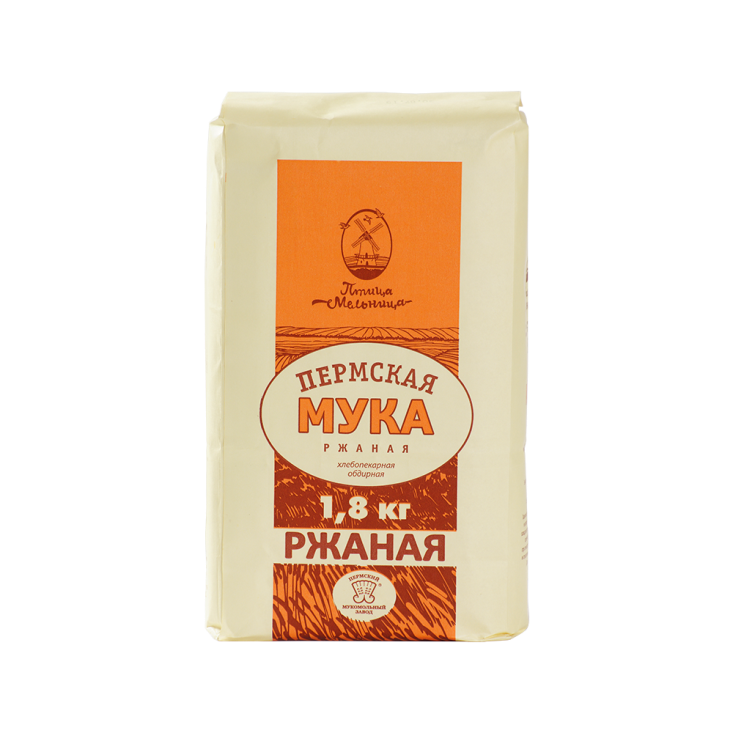 Птица
Мельница
ПЕРМСКАЯ
МУКА
РЖАНАЯ
хлебопекарная
обдирная
1,8 кг
РЖАНАЯ
ПЕРМСКИЙ
®
МУКОМОЛЬНЫЙ
ЗАВОД